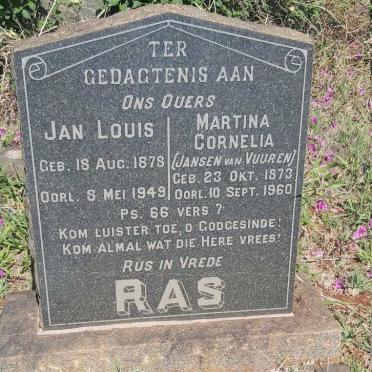 TER
GEDAGTENIS AAN
ONS OUERS
JAN LOUIS
GEB. 18 AUG. 1878
OORL. 8 MEI 1949
MARTINA
CORNELIA
(JANSEN VAN VUUREN)
GEB. 23 OKT. 1873
OORL. 10 SEPT. 1960
PS. 66 VERS 7
KOM LUISTER TOE, O GODGESINDE!
KOM ALMAL WAT DIE HERE VREES!
RUS IN VREDE
RAS